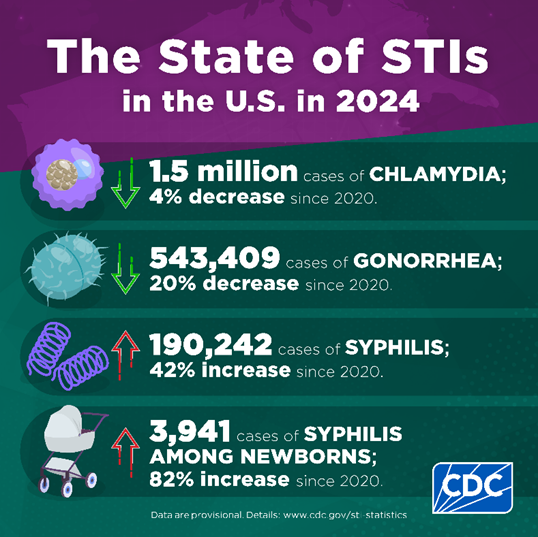 The State of STIs
in the U.S. in 2024
1.5 million cases of CHLAMYDIA;
4% decrease since 2020.
543,409 cases of GONORRHEA;
20% decrease since 2020.
190,242 cases of SYPHILIS;
42% increase since 2020.
3,941 cases of SYPHILIS
AMONG NEWBORNS;
82% increase since 2020.
CDC
Data are provisional. Details: www.cdc.gov/sti-statistics